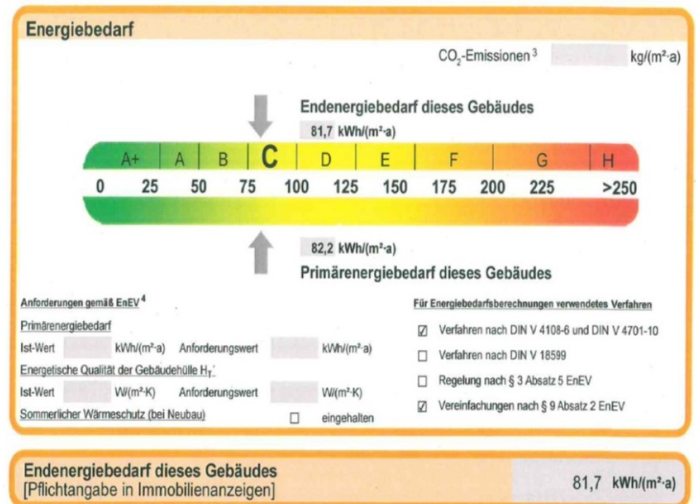 Energiebedarf
CO₂-Emissionen ³ kg/(m²·a)
Endenergiebedarf dieses Gebäudes
81,7 kWh/(m²·a)
A+ A B C D E F G H
0 25 50 75 100 125 150 175 200 225 >250
82,2 kWh/(m²·a)
Primärenergiebedarf dieses Gebäudes
Anforderungen gemäß EnEV ⁴
Primärenergiebedarf
Ist-Wert kWh/(m²·a) Anforderungswert kWh/(m²·a)
Energetische Qualität der Gebäudehülle H_T'
Ist-Wert W/(m²·K) Anforderungswert W/(m²·K)
Sommerlicher Wärmeschutz (bei Neubau) ☐ eingehalten
Für Energiebedarfsberechnungen verwendetes Verfahren
☑ Verfahren nach DIN V 4108-6 und DIN V 4701-10
☐ Verfahren nach DIN V 18599
☐ Regelung nach § 3 Absatz 5 EnEV
☑ Vereinfachungen nach § 9 Absatz 2 EnEV
Endenergiebedarf dieses Gebäudes
[Pflichtangabe in Immobilienanzeigen] 81,7 kWh/(m²·a)